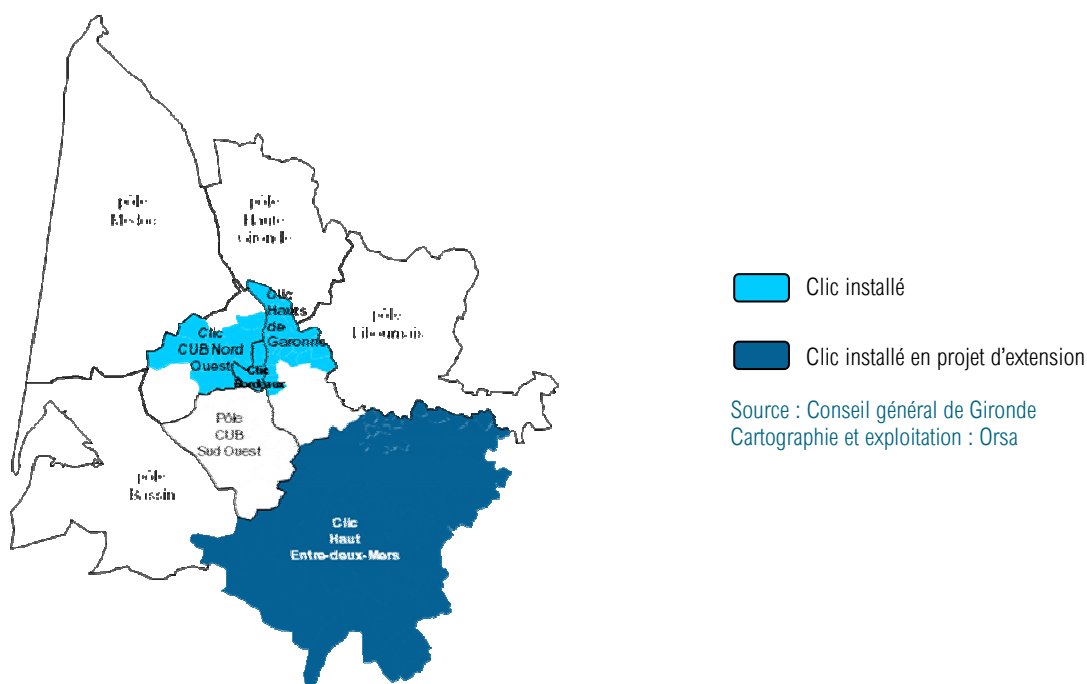 pôle
Médoc
pôle
Haute
Gironde
Clic
Hauts
de
Garonne
pôle
Libournais
Clic
CUB Nord
Ouest
Clic
Bordeaux
Pôle
CUB
Sud Ouest
pôle
Bassin
Clic
Haut
Entre-deux-Mers
Clic installé
Clic installé en projet d'extension
Source : Conseil général de Gironde
Cartographie et exploitation : Orsa